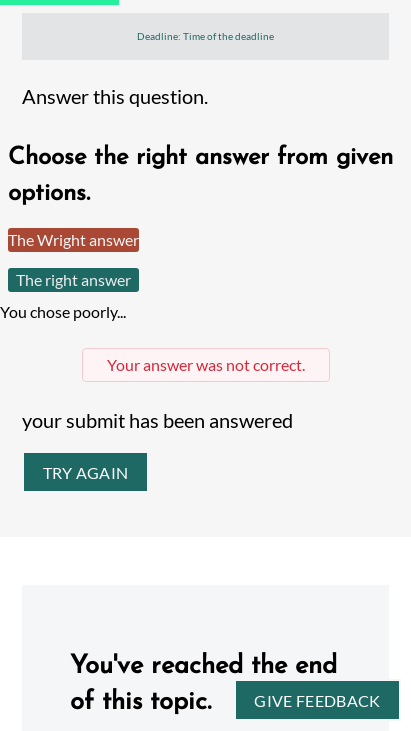 Deadline: Time of the deadline
Answer this question.
Choose the right answer from given
options.
The Wright answer
The right answer
You chose poorly...
Your answer was not correct.
your submit has been answered
TRY AGAIN
You've reached the end
of this topic.
GIVE FEEDBACK